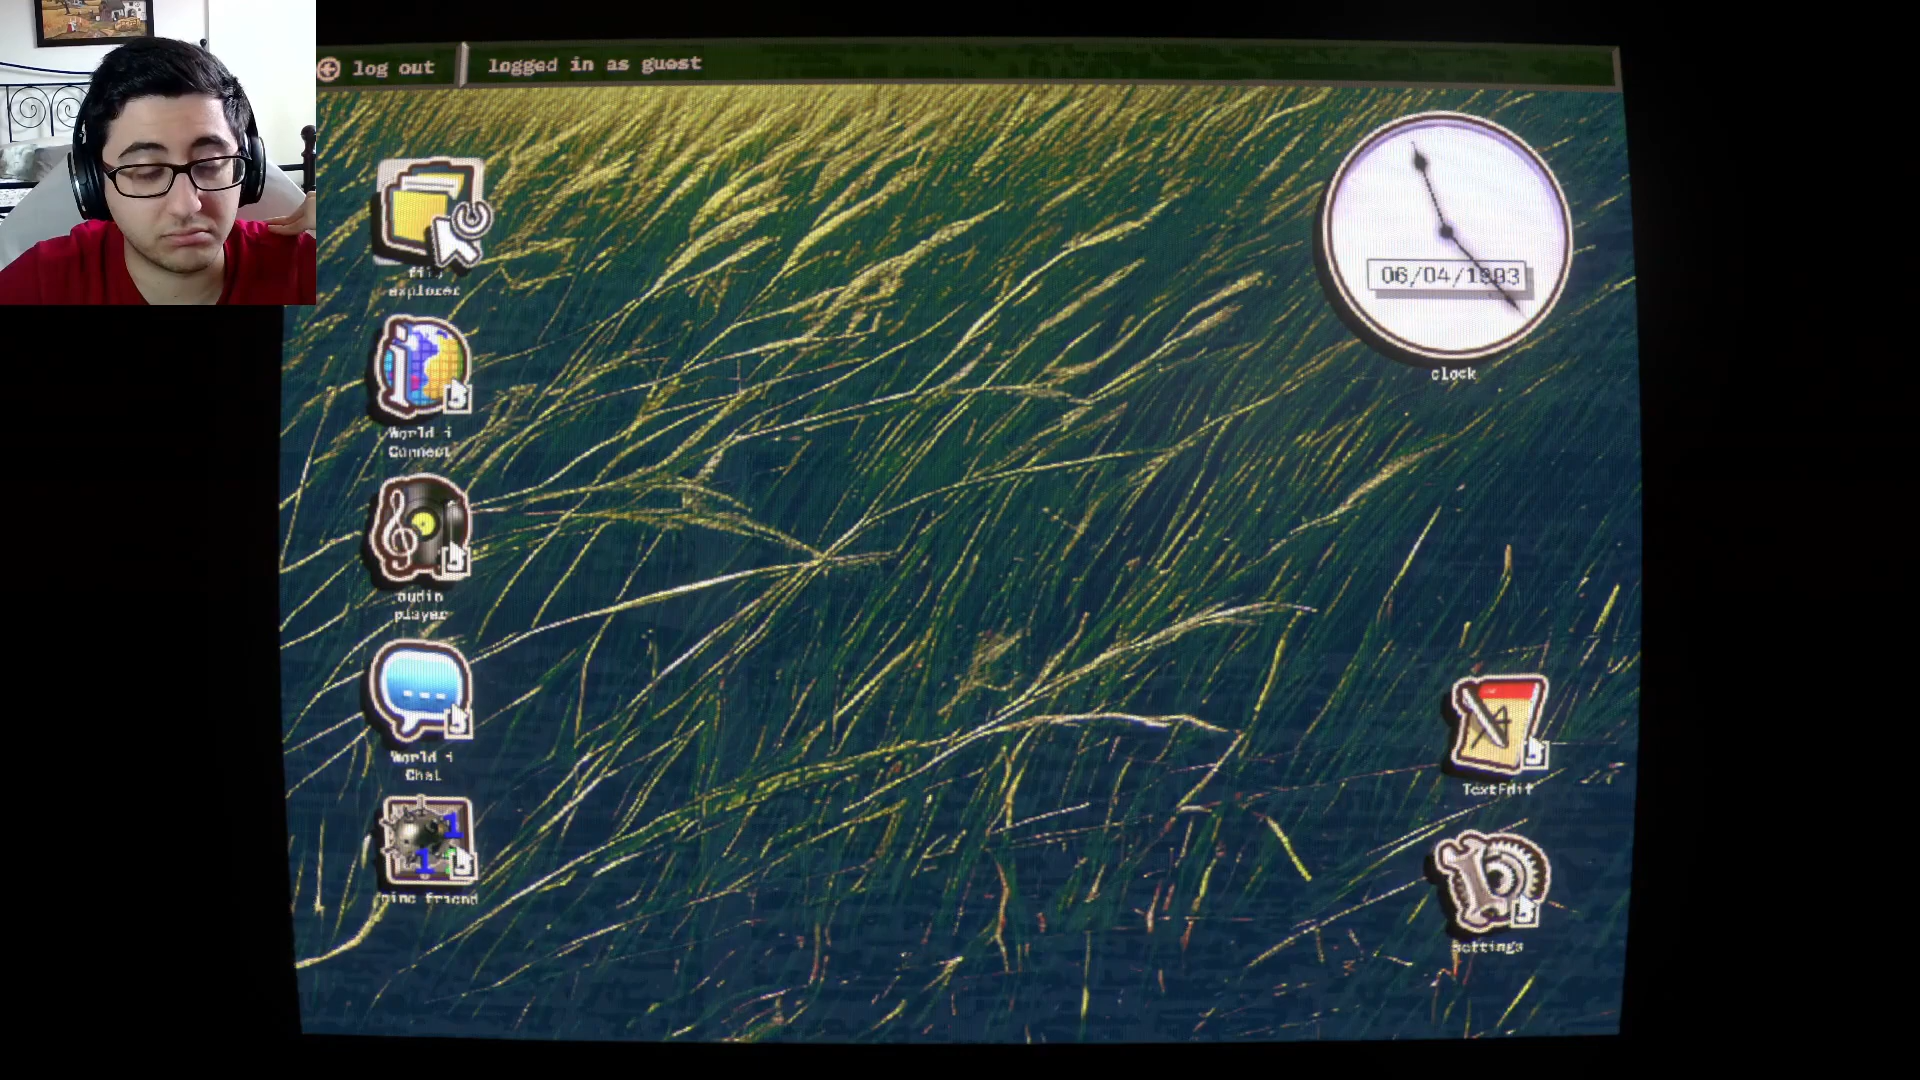 log out
logged in as guest
file
explorer
World i
Connect
audio
player
World i
Chat
mine friend
06/04/1993
clock
TextEdit
settings